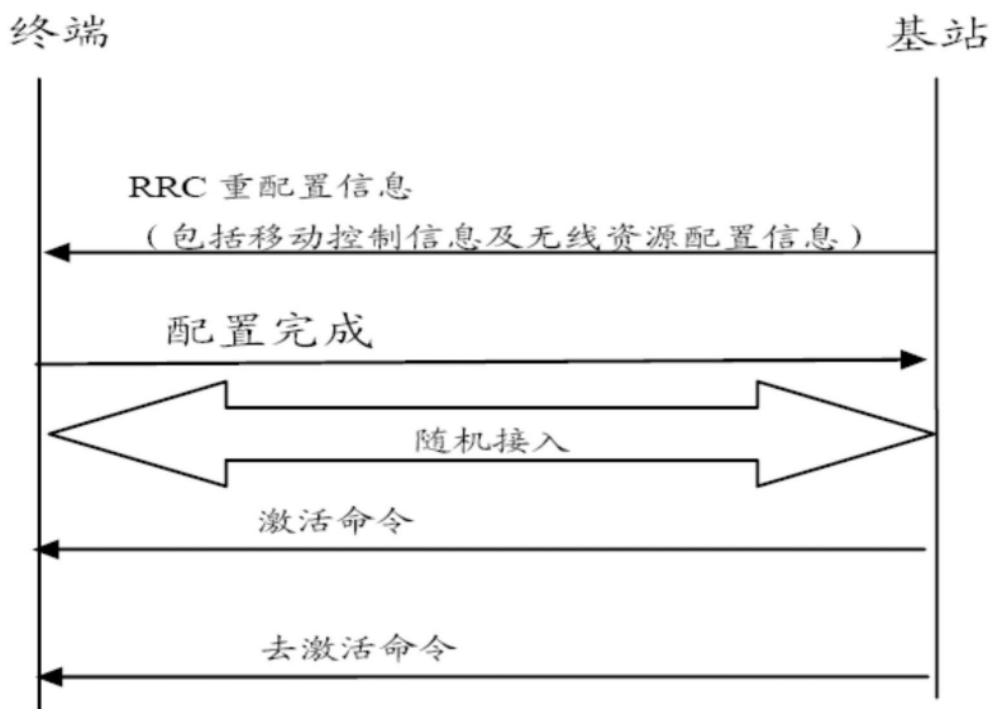 终端
基站
RRC 重配置信息
（包括移动控制信息及无线资源配置信息）
配置完成
随机接入
激活命令
去激活命令